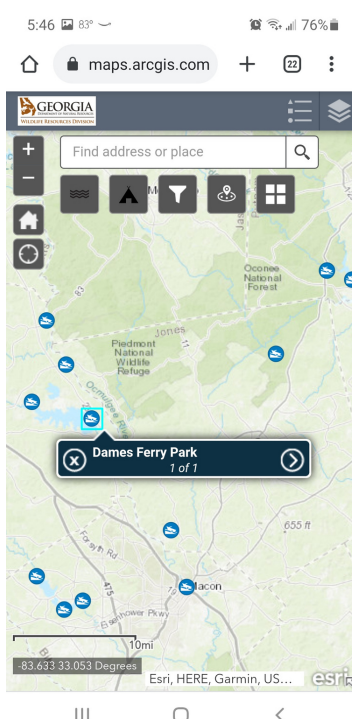 5:46 83°
76%
maps.arcgis.com
22
GEORGIA
DEPARTMENT OF NATURAL RESOURCES
WILDLIFE RESOURCES DIVISION
Find address or place
Oconee
National
Forest
83
Jones
11
Piedmont
National
Wildlife
Refuge
Ocmulgee
Dames Ferry Park
1 of 1
655 ft
Forsyth Rd
475
Macon
Eisenhower Pkwy
10mi
-83.633 33.053 Degrees
Esri, HERE, Garmin, US...
esri